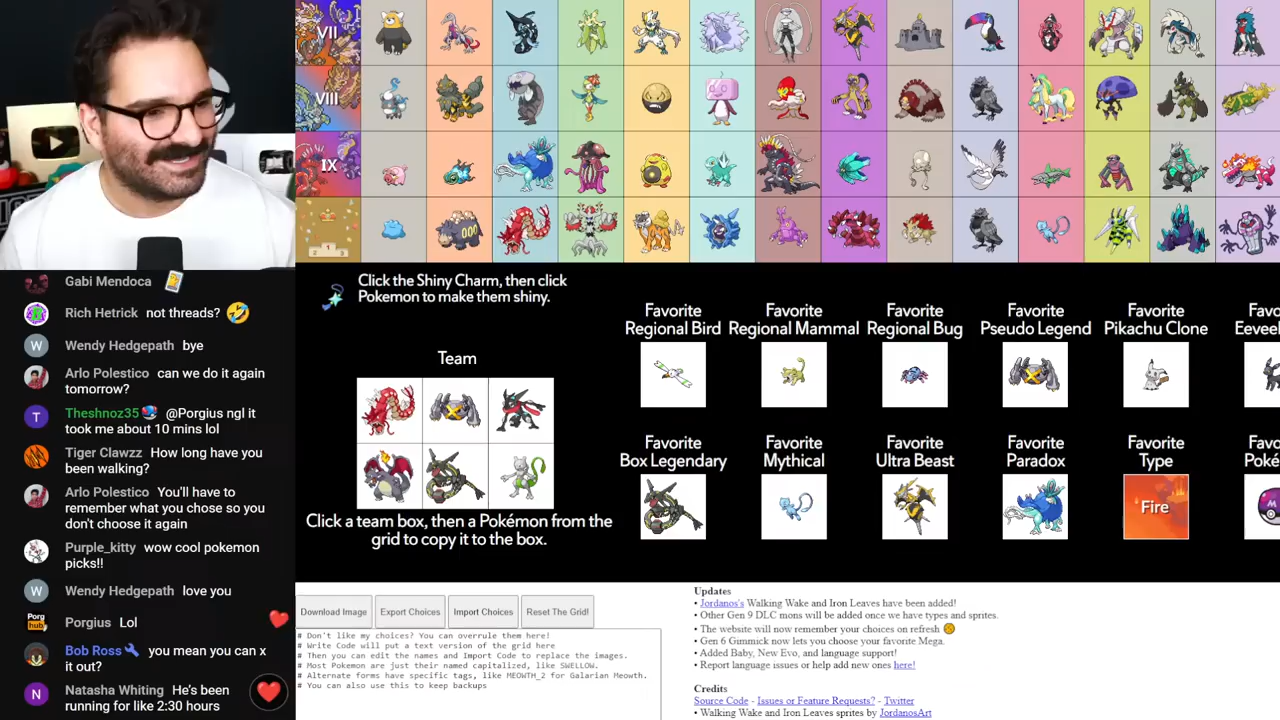 VII
VIII
IX
Click the Shiny Charm, then click
Pokemon to make them shiny.
Team
Click a team box, then a Pokémon from the
grid to copy it to the box.
Favorite
Regional Bird
Favorite
Regional Mammal
Favorite
Regional Bug
Favorite
Pseudo Legend
Favorite
Pikachu Clone
Favo
Eevee
Favorite
Box Legendary
Favorite
Mythical
Favorite
Ultra Beast
Favorite
Paradox
Favorite
Type
Fire
Favo
Poké
Gabi Mendoca
Rich Hetrick not threads?
Wendy Hedgepath bye
Arlo Polestico can we do it again
tomorrow?
Theshnoz35 @Porgius ngl it
took me about 10 mins lol
Tiger Clawzz How long have you
been walking?
Arlo Polestico You'll have to
remember what you chose so you
don't choose it again
Purple_kitty wow cool pokemon
picks!!
Wendy Hedgepath love you
Porgius Lol
Bob Ross you mean you can x
it out?
Natasha Whiting He's been
running for like 2:30 hours
Download Image
Export Choices
Import Choices
Reset The Grid!
# Don't like my choices? You can overrule them here!
# Write Code will put a text version of the grid here
# Then you can edit the names and Import Code to replace the images.
# Most Pokemon are just their named capitalized, like SWELLOW.
# Alternate forms have specific tags, like MEOWTH_2 for Galarian Meowth.
# You can also use this to keep backups
Updates
• Jordanos's Walking Wake and Iron Leaves have been added!
• Other Gen 9 DLC mons will be added once we have types and sprites.
• The website will now remember your choices on refresh
• Gen 6 Gimmick now lets you choose your favorite Mega.
• Added Baby, New Evo, and language support!
• Report language issues or help add new ones here!
Credits
Source Code - Issues or Feature Requests? - Twitter
• Walking Wake and Iron Leaves sprites by JordanosArt